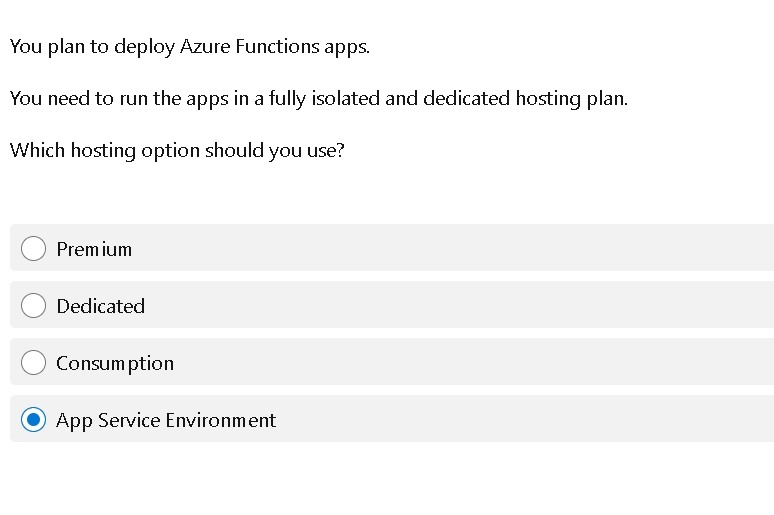 You plan to deploy Azure Functions apps.
You need to run the apps in a fully isolated and dedicated hosting plan.
Which hosting option should you use?
Premium
Dedicated
Consumption
App Service Environment